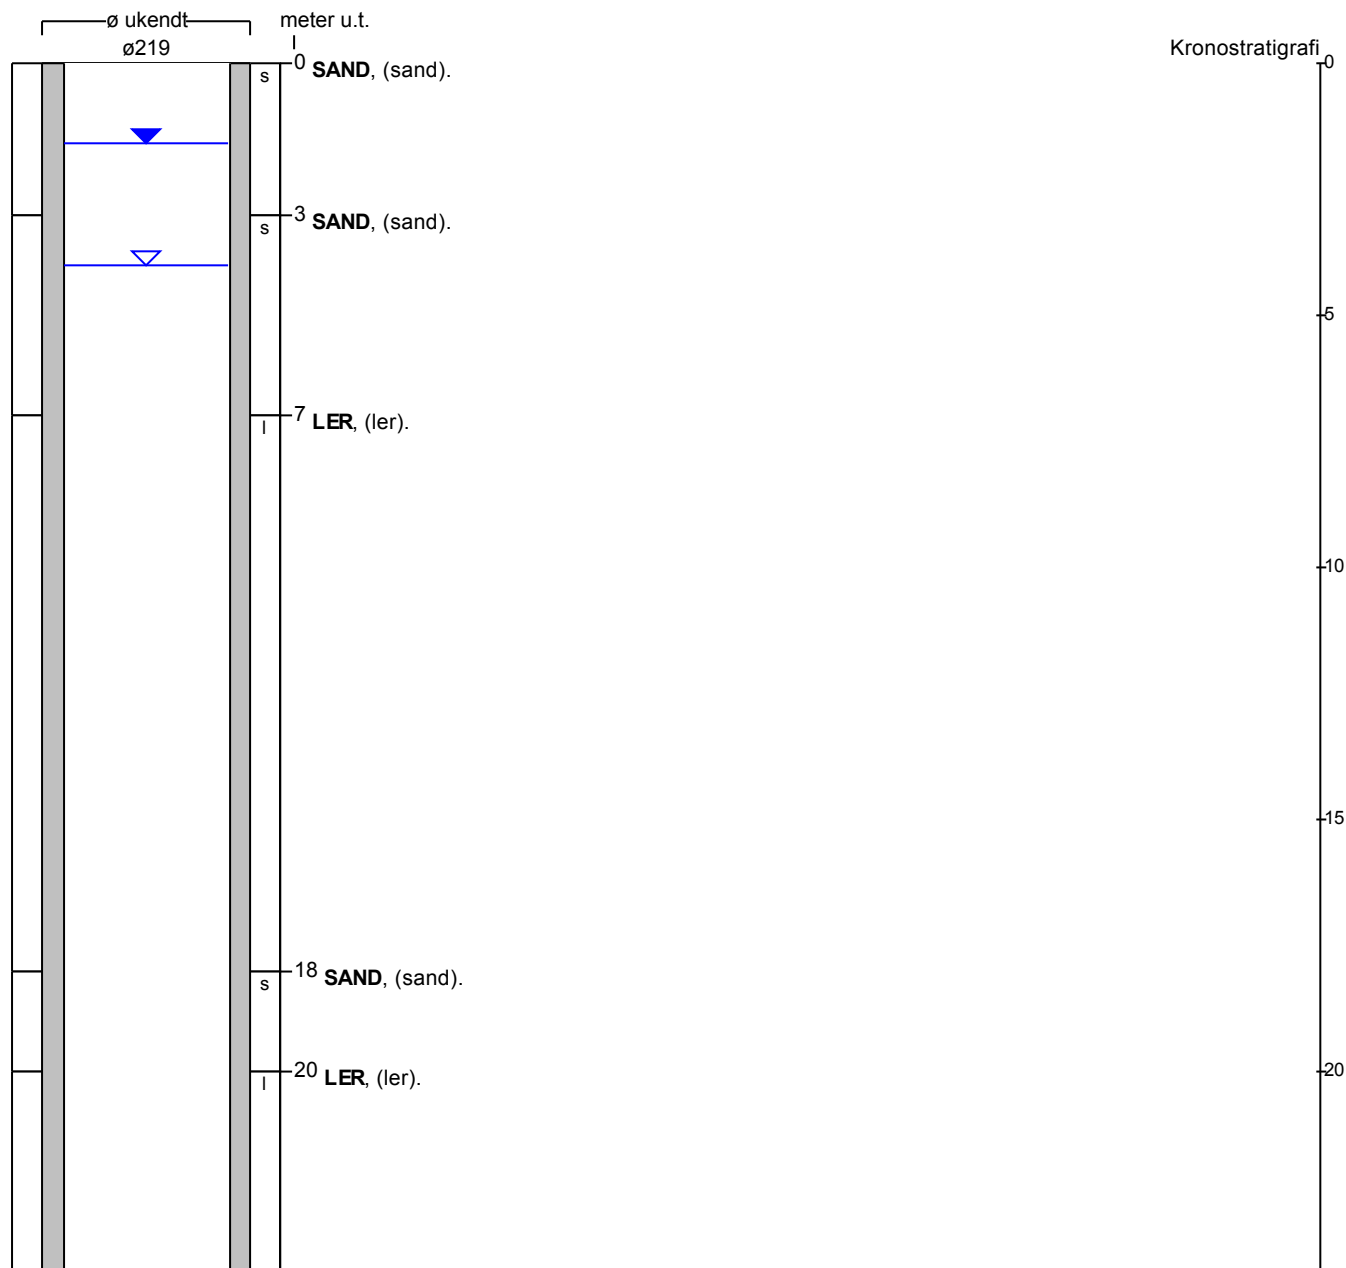 ø ukendt meter u.t.
ø219 Kronostratigrafi
0 SAND, (sand). 0
s
3 SAND, (sand).
s
5
7 LER, (ler).
l
10
15
18 SAND, (sand).
s
20 LER, (ler). 20
l